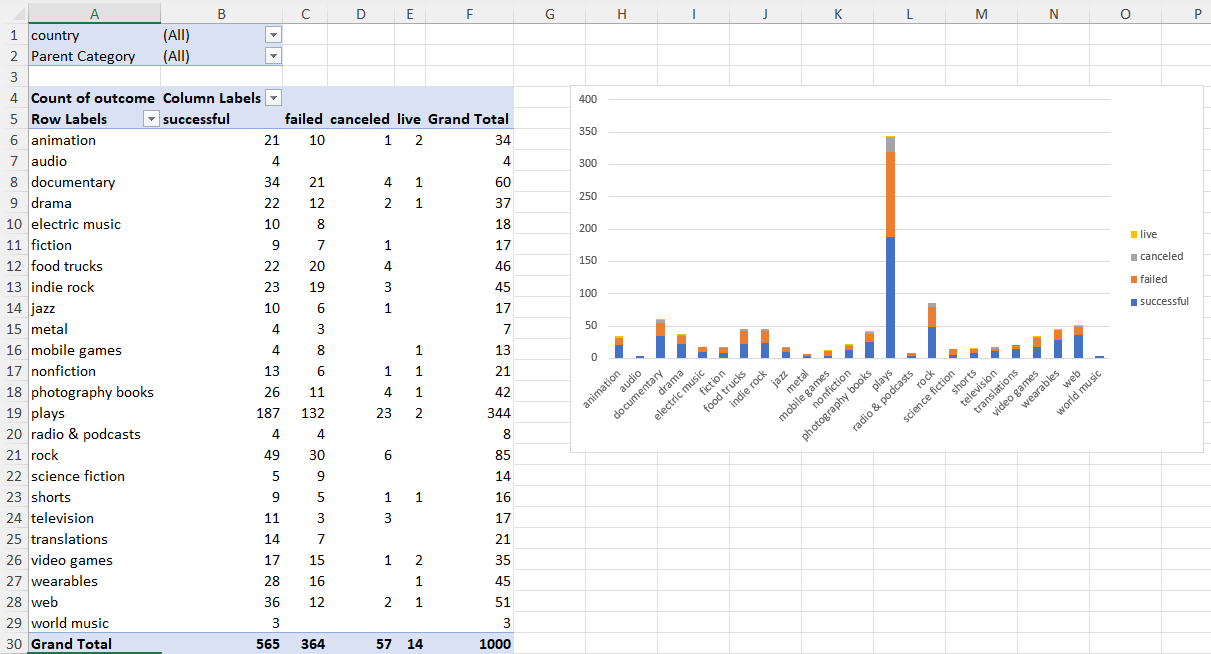 A B C D E F G H I J K L M N O P
1 country (All)
2 Parent Category (All)
3
4 Count of outcome Column Labels
5 Row Labels successful failed canceled live Grand Total
6 animation 21 10 1 2 34
7 audio 4 4
8 documentary 34 21 4 1 60
9 drama 22 12 2 1 37
10 electric music 10 8 18
11 fiction 9 7 1 17
12 food trucks 22 20 4 46
13 indie rock 23 19 3 45
14 jazz 10 6 1 17
15 metal 4 3 7
16 mobile games 4 8 1 13
17 nonfiction 13 6 1 1 21
18 photography books 26 11 4 1 42
19 plays 187 132 23 2 344
20 radio & podcasts 4 4 8
21 rock 49 30 6 85
22 science fiction 5 9 14
23 shorts 9 5 1 1 16
24 television 11 3 3 17
25 translations 14 7 21
26 video games 17 15 1 2 35
27 wearables 28 16 1 45
28 web 36 12 2 1 51
29 world music 3 3
30 Grand Total 565 364 57 14 1000
400
350
300
250
200
150
100
50
0
animation
audio
documentary
drama
electric music
fiction
food trucks
indie rock
jazz
metal
mobile games
nonfiction
photography books
plays
radio & podcasts
rock
science fiction
shorts
television
translations
video games
wearables
web
world music
live
canceled
failed
successful